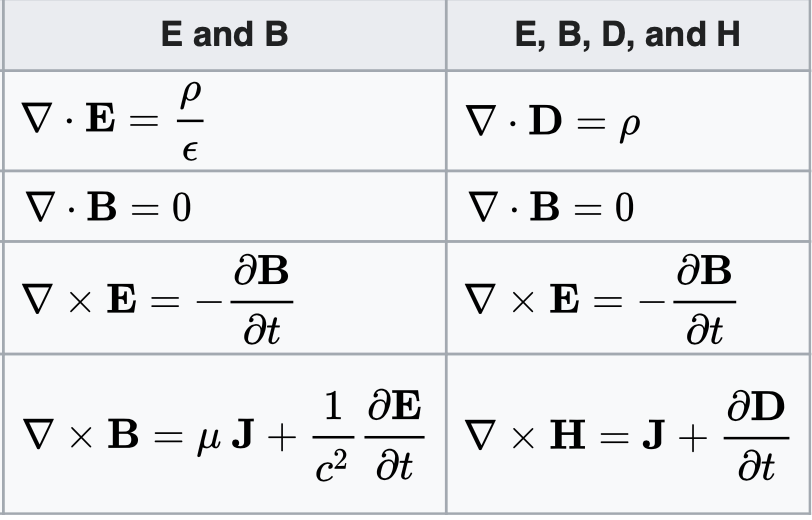 E and B E, B, D, and H
∇ · E = ρ/ϵ ∇ · D = ρ
∇ · B = 0 ∇ · B = 0
∇ × E = −∂B/∂t ∇ × E = −∂B/∂t
∇ × B = μ J + 1/c² ∂E/∂t ∇ × H = J + ∂D/∂t